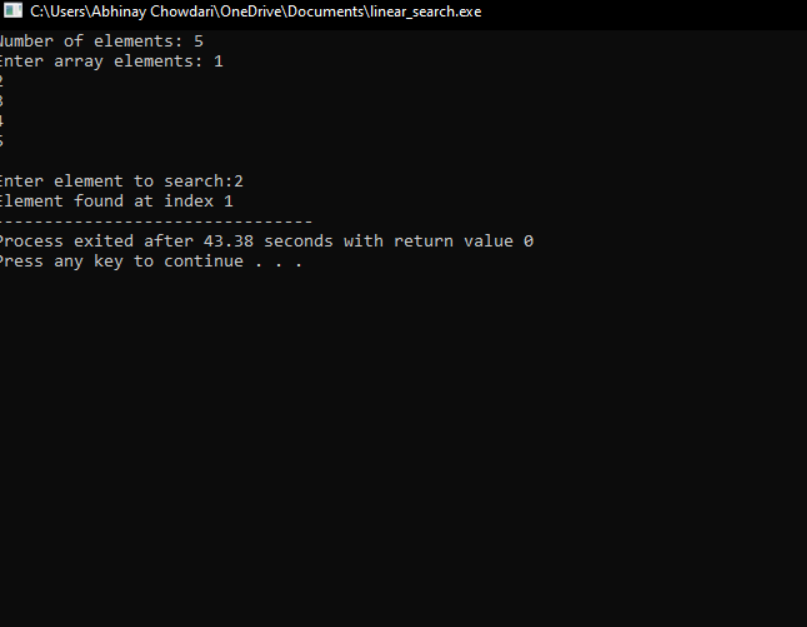 C:\Users\Abhinay Chowdari\OneDrive\Documents\linear_search.exe
Number of elements: 5
Enter array elements: 1
2
3
4
5
Enter element to search:2
Element found at index 1
--------------------------------
Process exited after 43.38 seconds with return value 0
Press any key to continue . . .